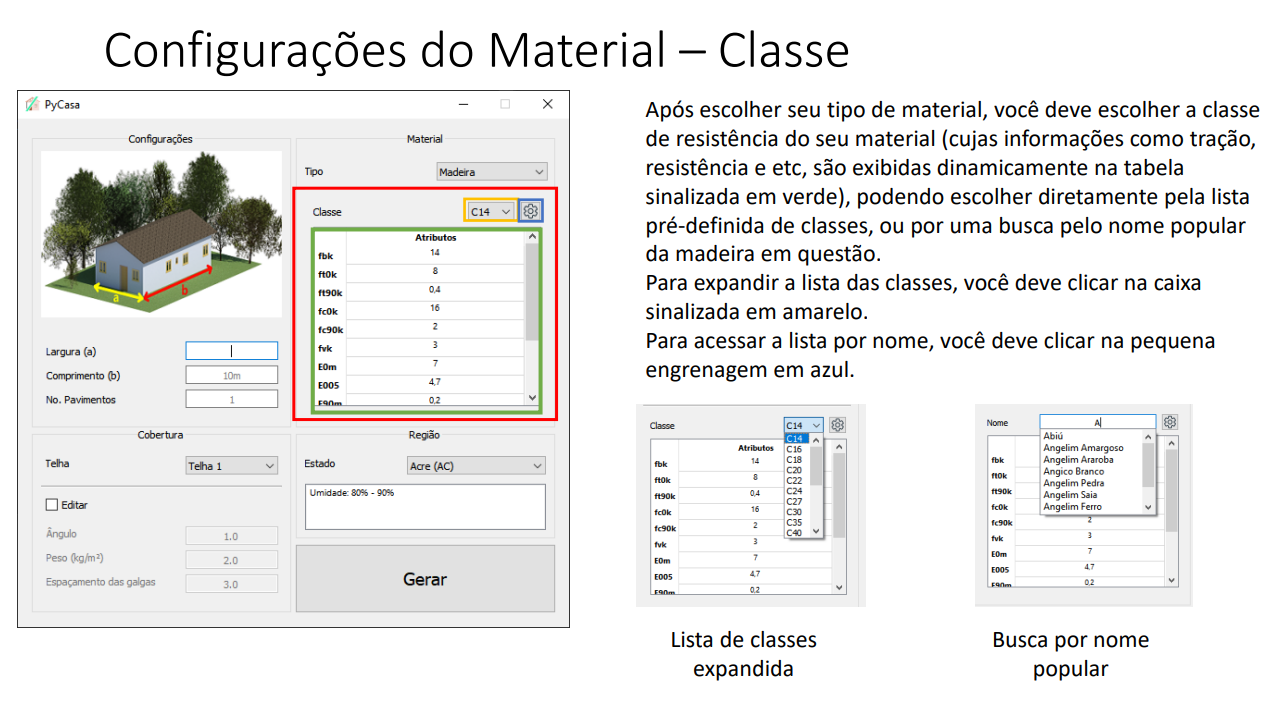 Configurações do Material – Classe
PyCasa
Configurações
a
b
Largura (a)
Comprimento (b)
10m
No. Pavimentos
1
Material
Tipo
Madeira
Classe
C14
Atributos
fbk 14
ft0k 8
ft90k 0,4
fc0k 16
fc90k 2
fvk 3
E0m 7
E005 4,7
E90m 0,2
Cobertura
Telha
Telha 1
Editar
Ângulo
1.0
Peso (kg/m²)
2.0
Espaçamento das galgas
3.0
Região
Estado
Acre (AC)
Umidade: 80% - 90%
Gerar
Após escolher seu tipo de material, você deve escolher a classe
de resistência do seu material (cujas informações como tração,
resistência e etc, são exibidas dinamicamente na tabela
sinalizada em verde), podendo escolher diretamente pela lista
pré-definida de classes, ou por uma busca pelo nome popular
da madeira em questão.
Para expandir a lista das classes, você deve clicar na caixa
sinalizada em amarelo.
Para acessar a lista por nome, você deve clicar na pequena
engrenagem em azul.
Classe
C14
C14
C16
C18
C20
C22
C24
C27
C30
C35
C40
Atributos
fbk 14
ft0k 8
ft90k 0,4
fc0k 16
fc90k 2
fvk 3
E0m 7
E005 4,7
E90m 0,2
Lista de classes
expandida
Nome
A
Abiú
Angelim Amargoso
Angelim Araroba
Angico Branco
Angelim Pedra
Angelim Saia
Angelim Ferro
fbk
ft0k
ft90k
fc0k
fc90k 2
fvk 3
E0m 7
E005 4,7
E90m 0,2
Busca por nome
popular